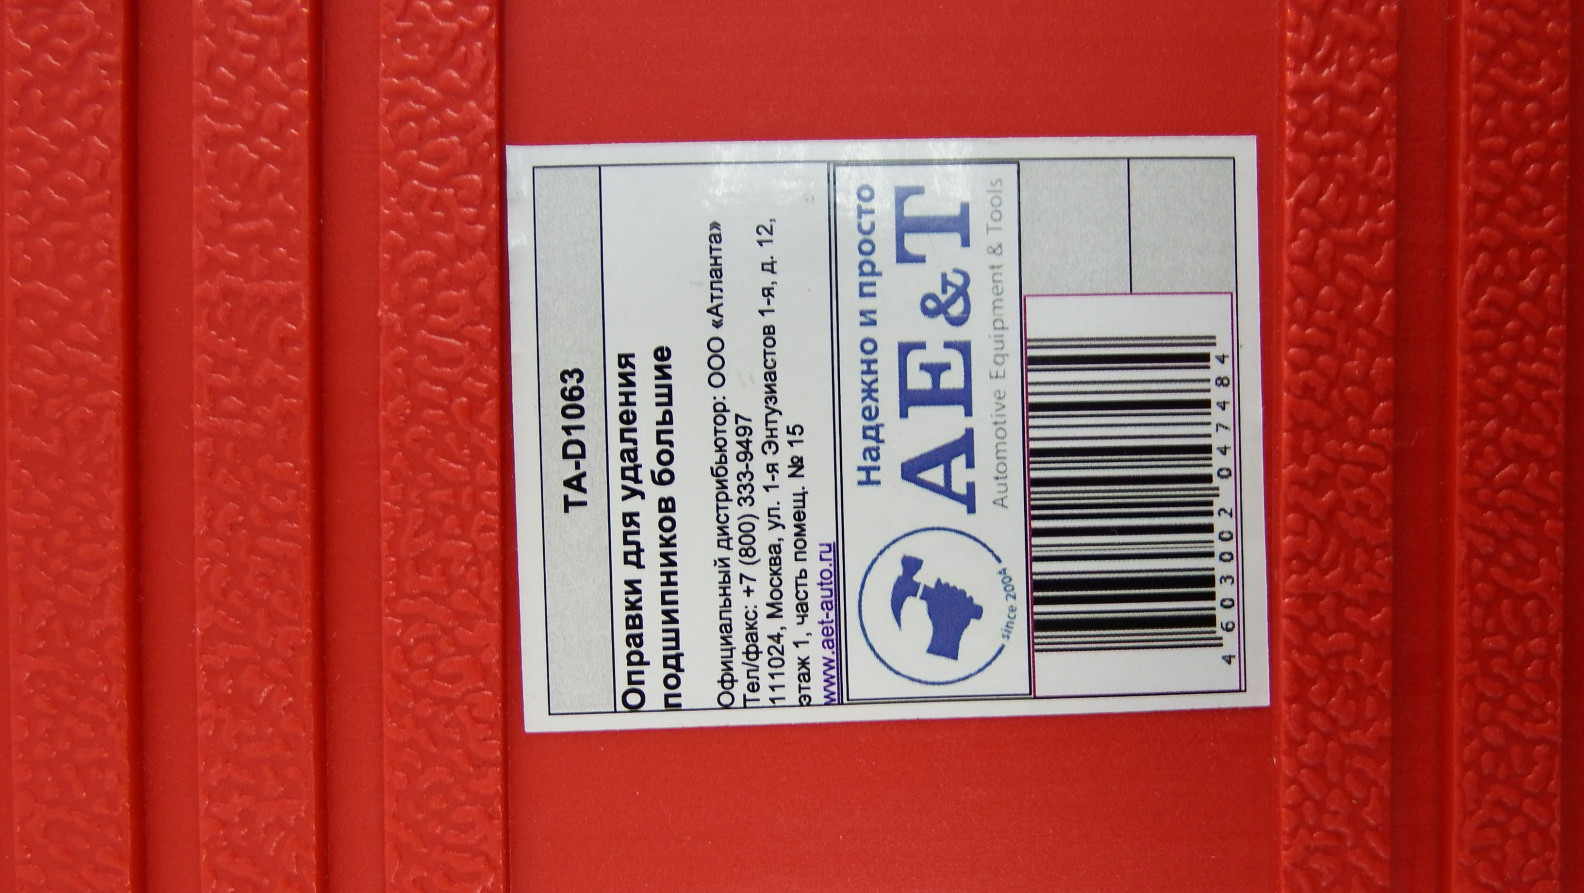 TA-D1063
Оправки для удаления
подшипников большие
Официальный дистрибьютор: ООО «Атланта»
Тел/факс: +7 (800) 333-9497
111024, Москва, ул. 1-я Энтузиастов 1-я, д. 12,
этаж 1, часть помещ. № 15
www.aet-auto.ru
Надежно и просто
AE&T
Automotive Equipment & Tools
since 2004
4 603002 047484